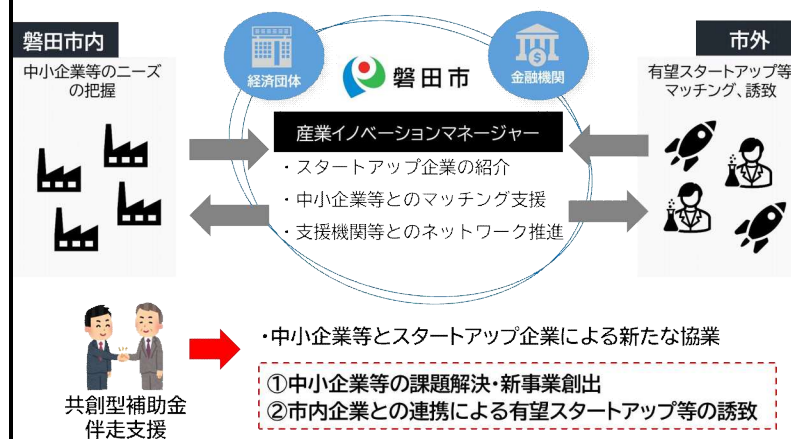 磐田市内
中小企業等のニーズ
の把握
経済団体
磐田市
金融機関
市外
有望スタートアップ等
マッチング、誘致
産業イノベーションマネージャー
・スタートアップ企業の紹介
・中小企業等とのマッチング支援
・支援機関等とのネットワーク推進
共創型補助金
伴走支援
・中小企業等とスタートアップ企業による新たな協業
①中小企業等の課題解決・新事業創出
②市内企業との連携による有望スタートアップ等の誘致